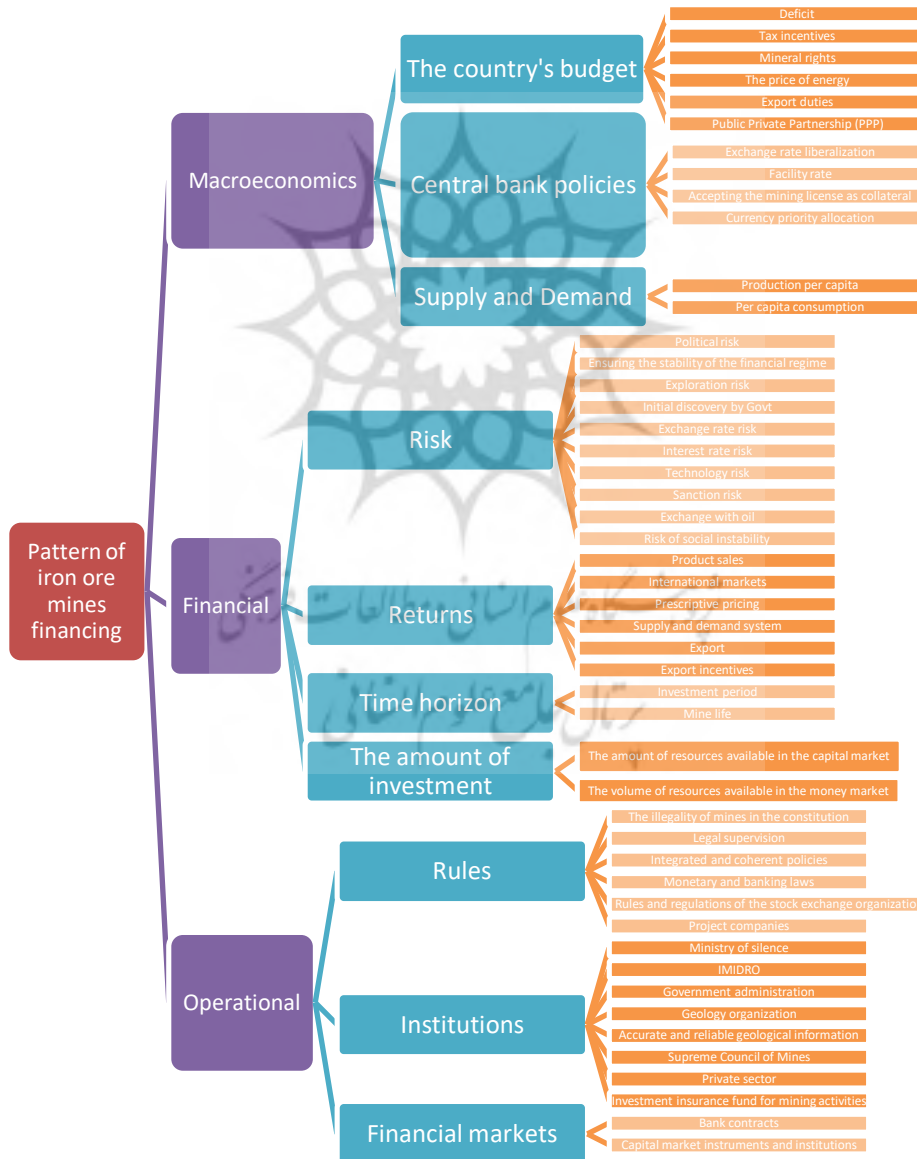 Pattern of
iron ore
mines
financing
Macroeconomics
The country's budget
Deficit
Tax incentives
Mineral rights
The price of energy
Export duties
Public Private Partnership (PPP)
Central bank policies
Exchange rate liberalization
Facility rate
Accepting the mining license as collateral
Currency priority allocation
Supply and Demand
Production per capita
Per capita consumption
Financial
Risk
Political risk
Ensuring the stability of the financial regime
Exploration risk
Initial discovery by Govt
Exchange rate risk
Interest rate risk
Technology risk
Sanction risk
Exchange with oil
Risk of social instability
Returns
Product sales
International markets
Prescriptive pricing
Supply and demand system
Export
Export incentives
Time horizon
Investment period
Mine life
The amount of
investment
The amount of resources available in the capital market
The volume of resources available in the money market
Operational
Rules
The illegality of mines in the constitution
Legal supervision
Integrated and coherent policies
Monetary and banking laws
Rules and regulations of the stock exchange organizatio
Project companies
Institutions
Ministry of silence
IMIDRO
Government administration
Geology organization
Accurate and reliable geological information
Supreme Council of Mines
Private sector
Investment insurance fund for mining activities
Financial markets
Bank contracts
Capital market instruments and institutions
پژوهشگاه علوم انسانی و مطالعات فرهنگی
پرتال جامع علوم انسانی